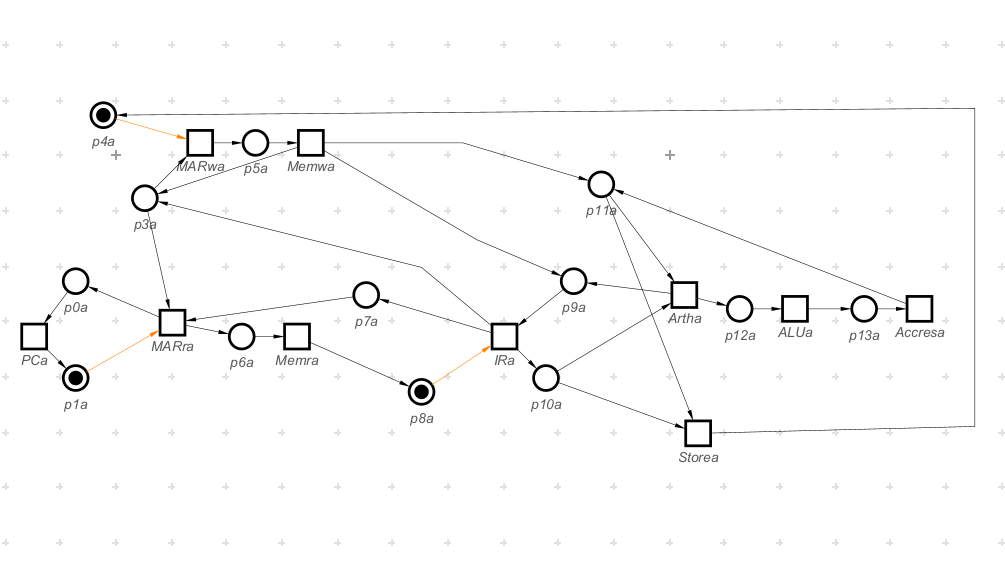 p4a
MARwa
p5a
Memwa
p3a
p11a
p0a
MARra
p6a
Memra
p7a
p9a
Artha
p12a
ALUa
p13a
Accresa
PCa
p1a
IRa
p8a
p10a
Storea